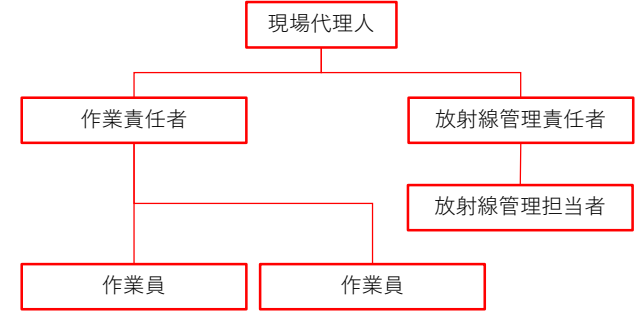 現場代理人
作業責任者
放射線管理責任者
放射線管理担当者
作業員
作業員